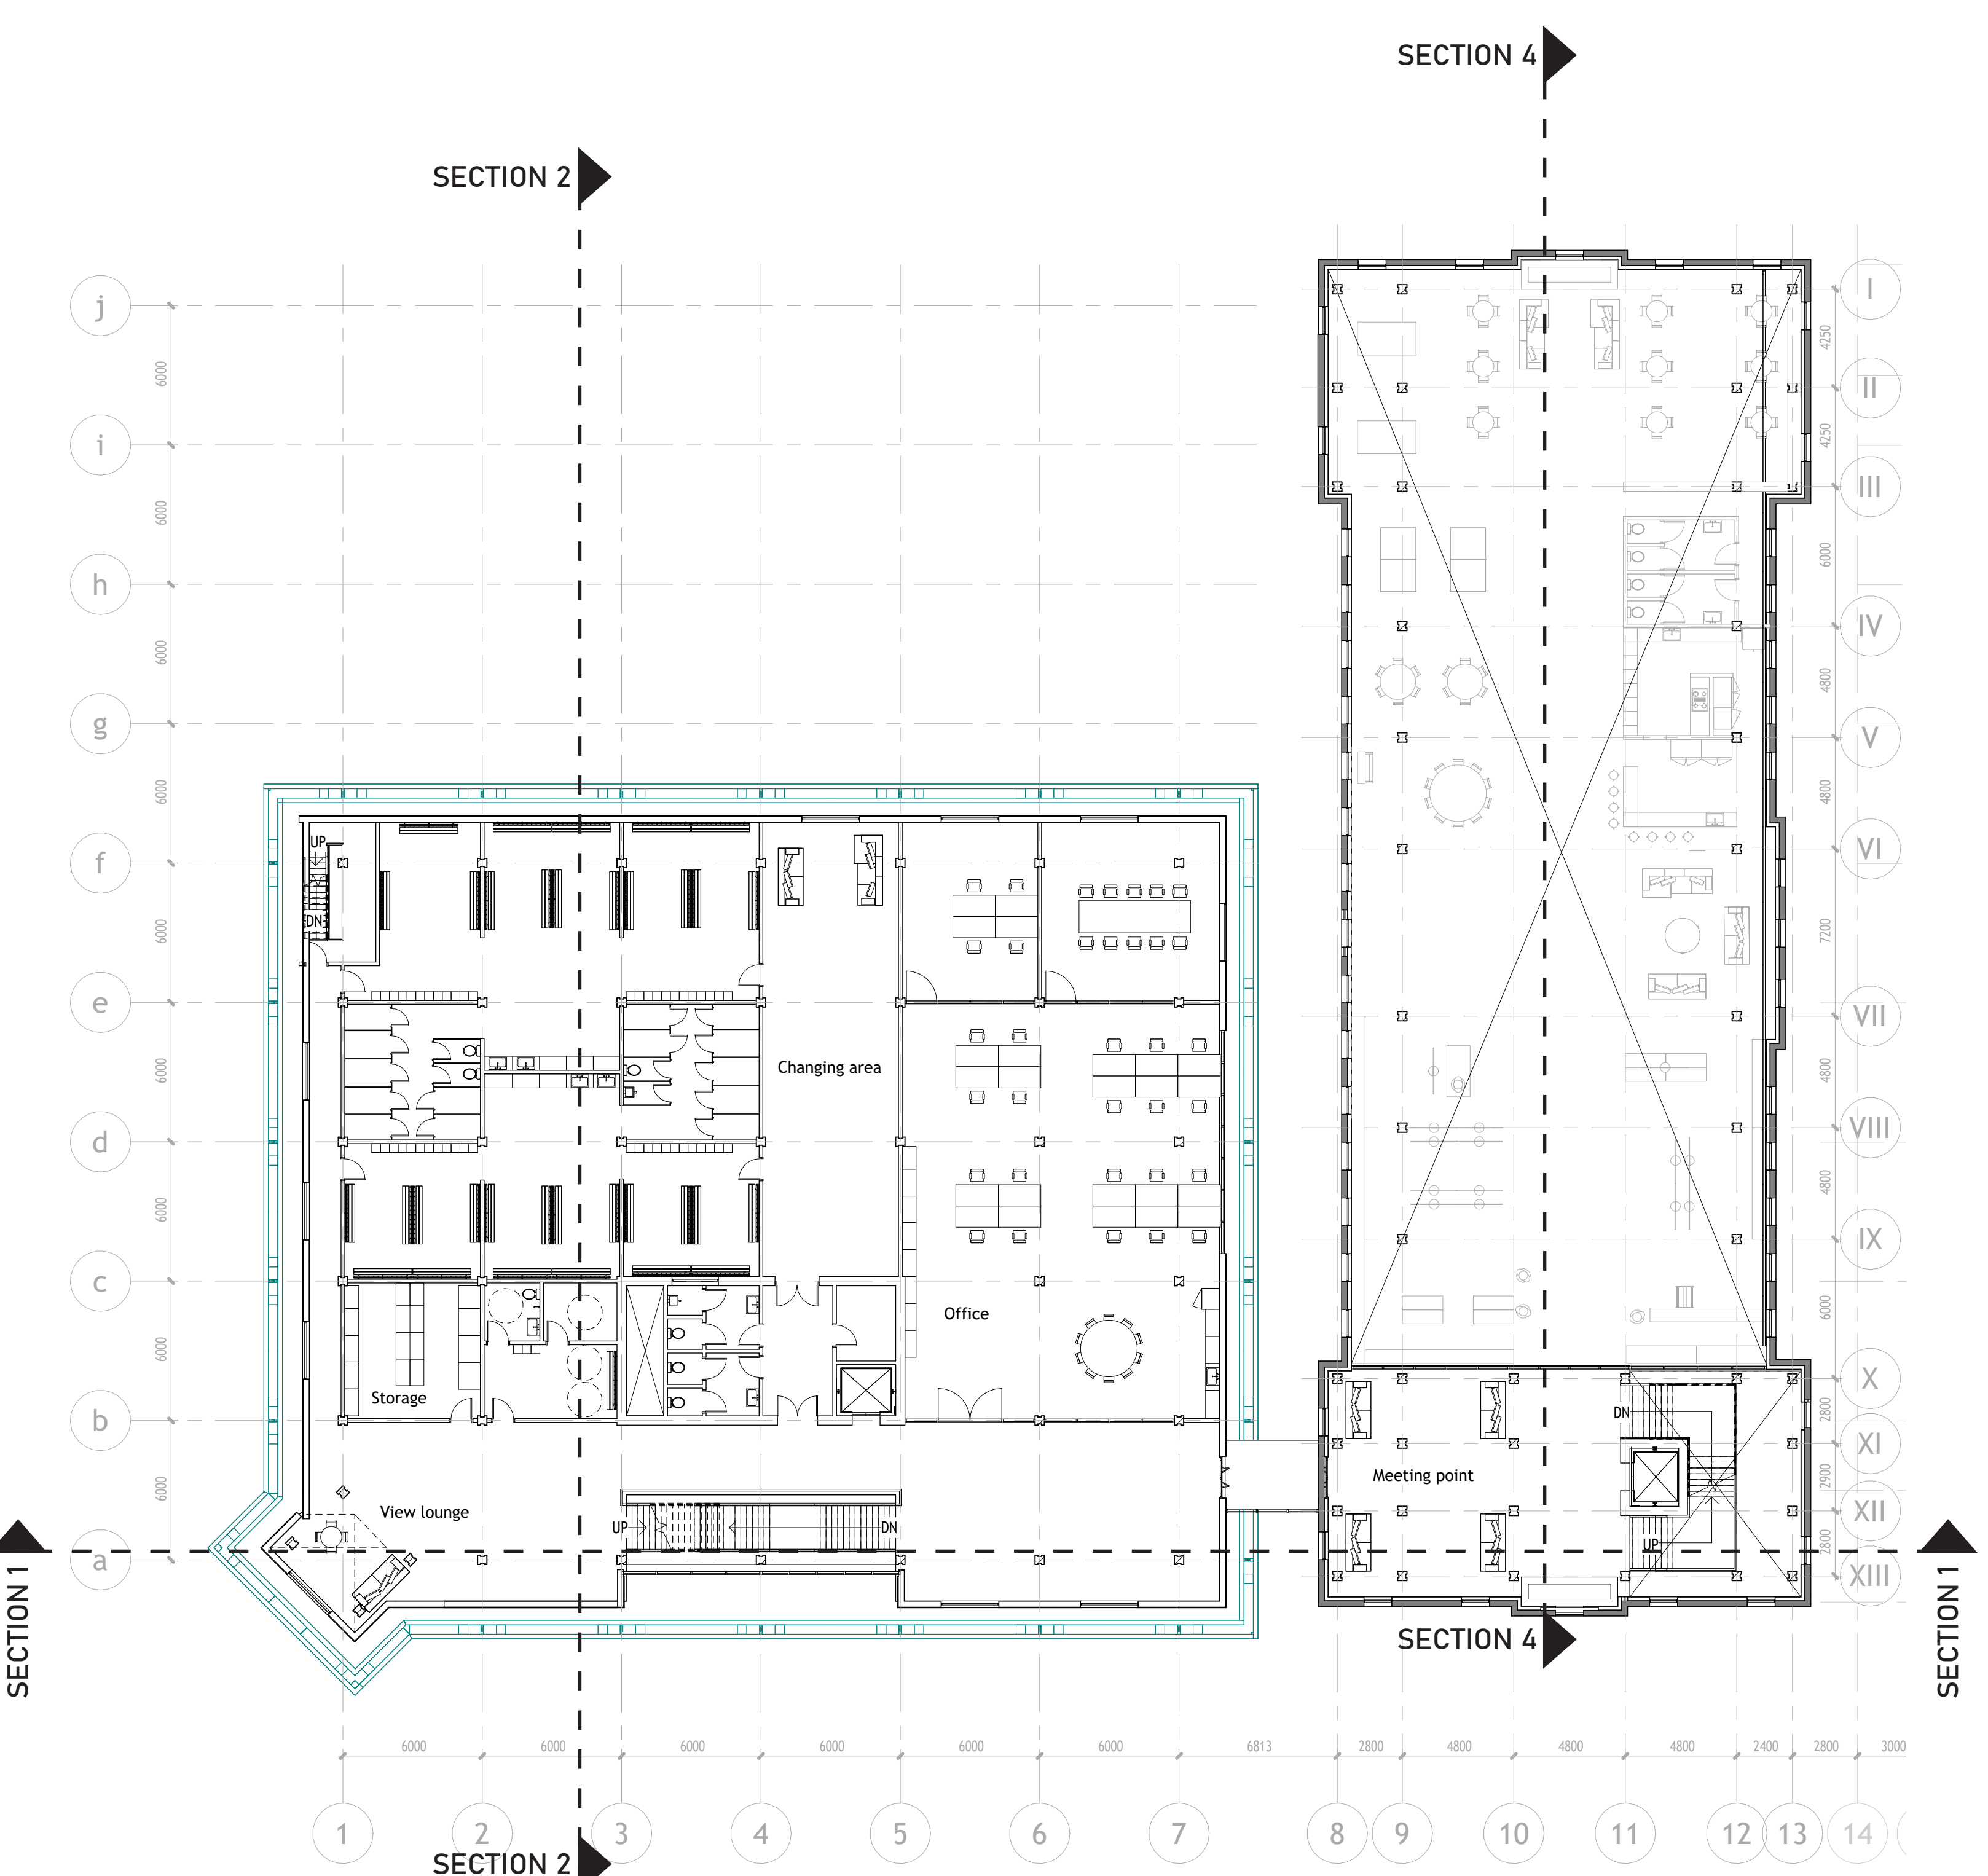 SECTION 4
SECTION 2
j
I
4250
6000
II
4250
i
III
6000
6000
h
IV
6000
4800
g
V
6000
4800
UP
f
VI
DN
6000
7200
e
VII
Changing area
6000
4800
d
VIII
6000
4800
IX
c
Office
6000
6000
Storage
X
b
DN
2800
XI
Meeting point
6000
2900
View lounge
XII
UP
DN
UP
2800
a
XIII
SECTION 1
SECTION 1
SECTION 4
6000
6000
6000
6000
6000
6000
6813
2800
4800
4800
4800
2400
2800
3000
1
2
3
4
5
6
7
8
9
10
11
12
13
14
SECTION 2